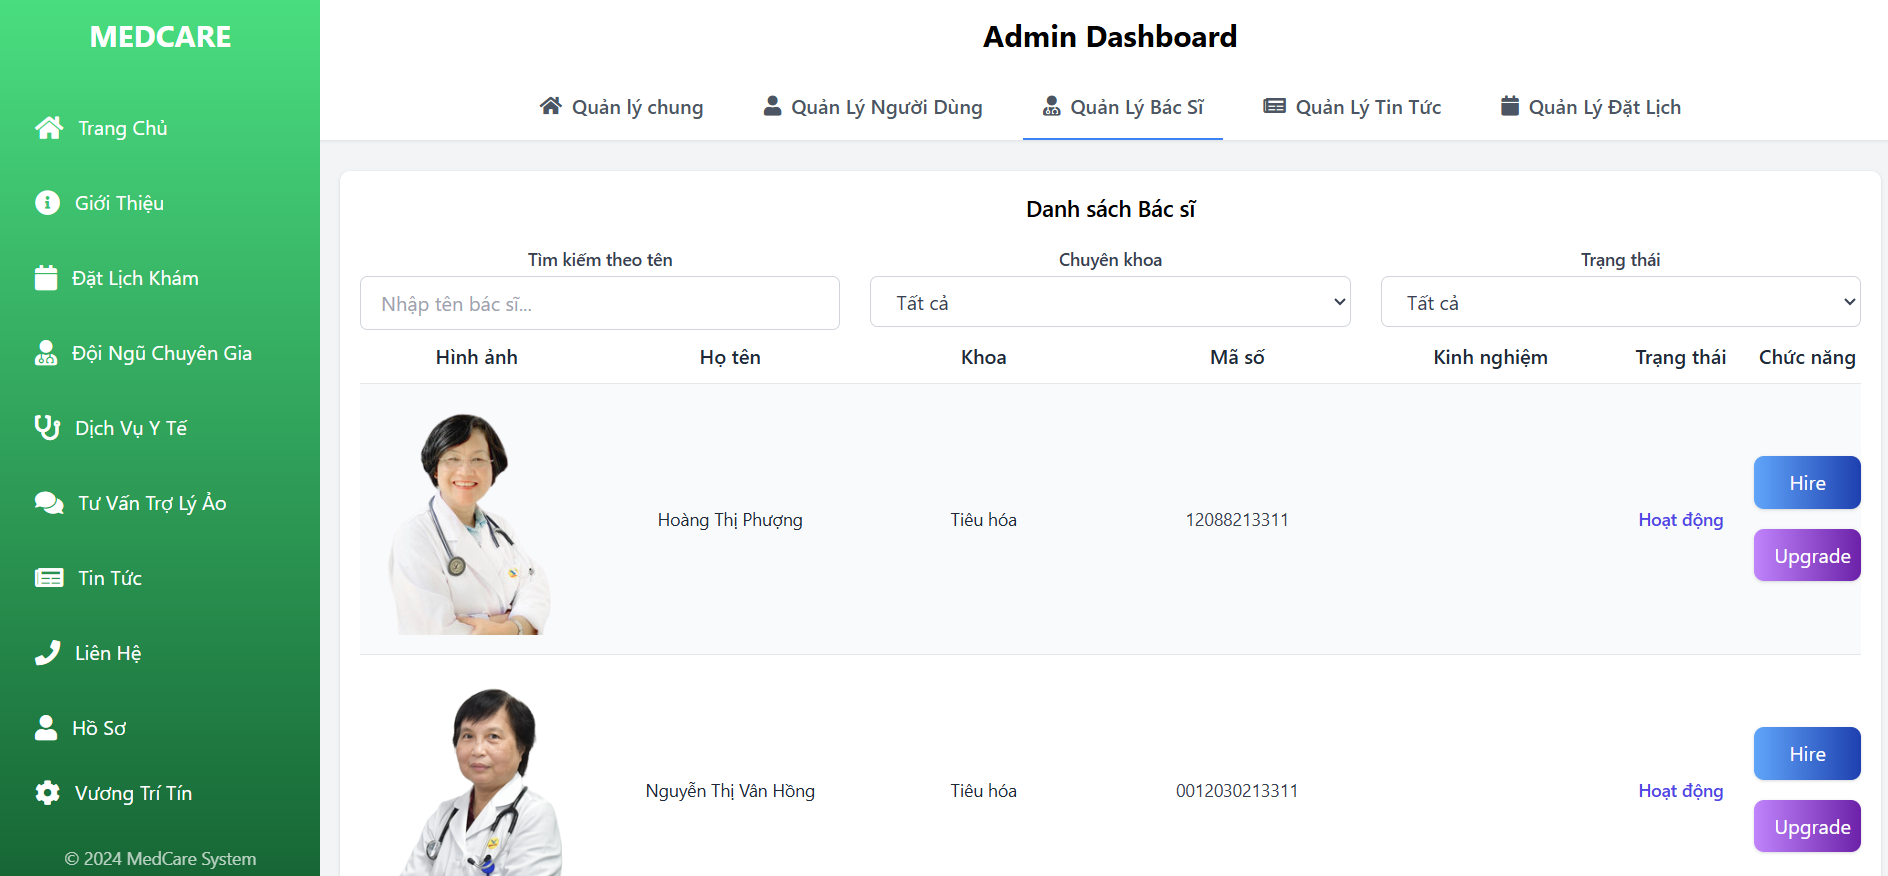 MEDCARE
Trang Chủ
Giới Thiệu
Đặt Lịch Khám
Đội Ngũ Chuyên Gia
Dịch Vụ Y Tế
Tư Vấn Trợ Lý Ảo
Tin Tức
Liên Hệ
Hồ Sơ
Vương Trí Tín
© 2024 MedCare System
Admin Dashboard
Quản lý chung Quản Lý Người Dùng Quản Lý Bác Sĩ Quản Lý Tin Tức Quản Lý Đặt Lịch
Danh sách Bác sĩ
Tìm kiếm theo tên Chuyên khoa Trạng thái
Nhập tên bác sĩ... Tất cả Tất cả
Hình ảnh Họ tên Khoa Mã số Kinh nghiệm Trạng thái Chức năng
Hoàng Thị Phượng Tiêu hóa 12088213311 Hoạt động
Hire
Upgrade
Nguyễn Thị Vân Hồng Tiêu hóa 0012030213311 Hoạt động
Hire
Upgrade